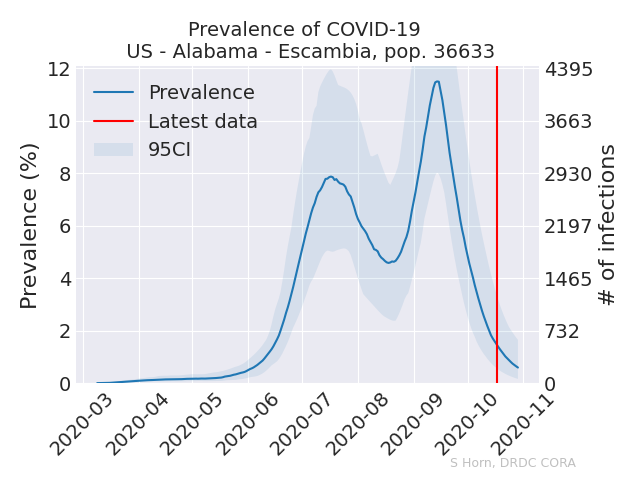 Prevalence of COVID-19
US - Alabama - Escambia, pop. 36633
Prevalence (%)
12
10
8
6
4
2
0
Prevalence
Latest data
95CI
4395
3663
2930
2197
1465
732
0
# of infections
2020-03
2020-04
2020-05
2020-06
2020-07
2020-08
2020-09
2020-10
2020-11
S Horn, DRDC CORA